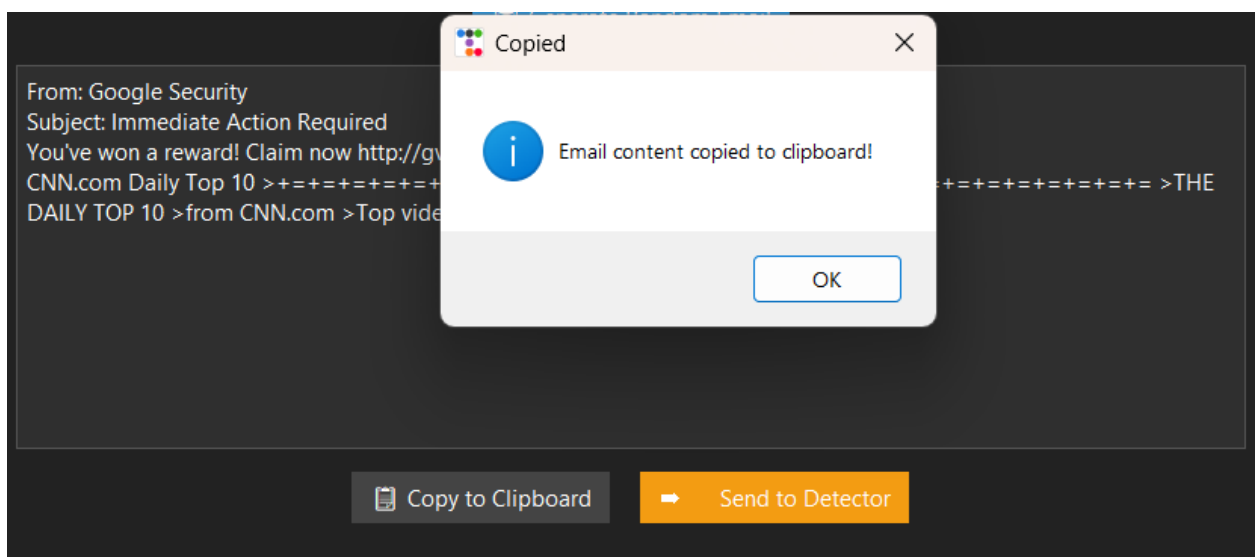 Copied
From: Google Security
Subject: Immediate Action Required
You've won a reward! Claim now http://gv
Email content copied to clipboard!
CNN.com Daily Top 10 >+=+=+=+=+=+ +=+=+=+=+=+=+= >THE
DAILY TOP 10 >from CNN.com >Top vide
OK
Copy to Clipboard
Send to Detector